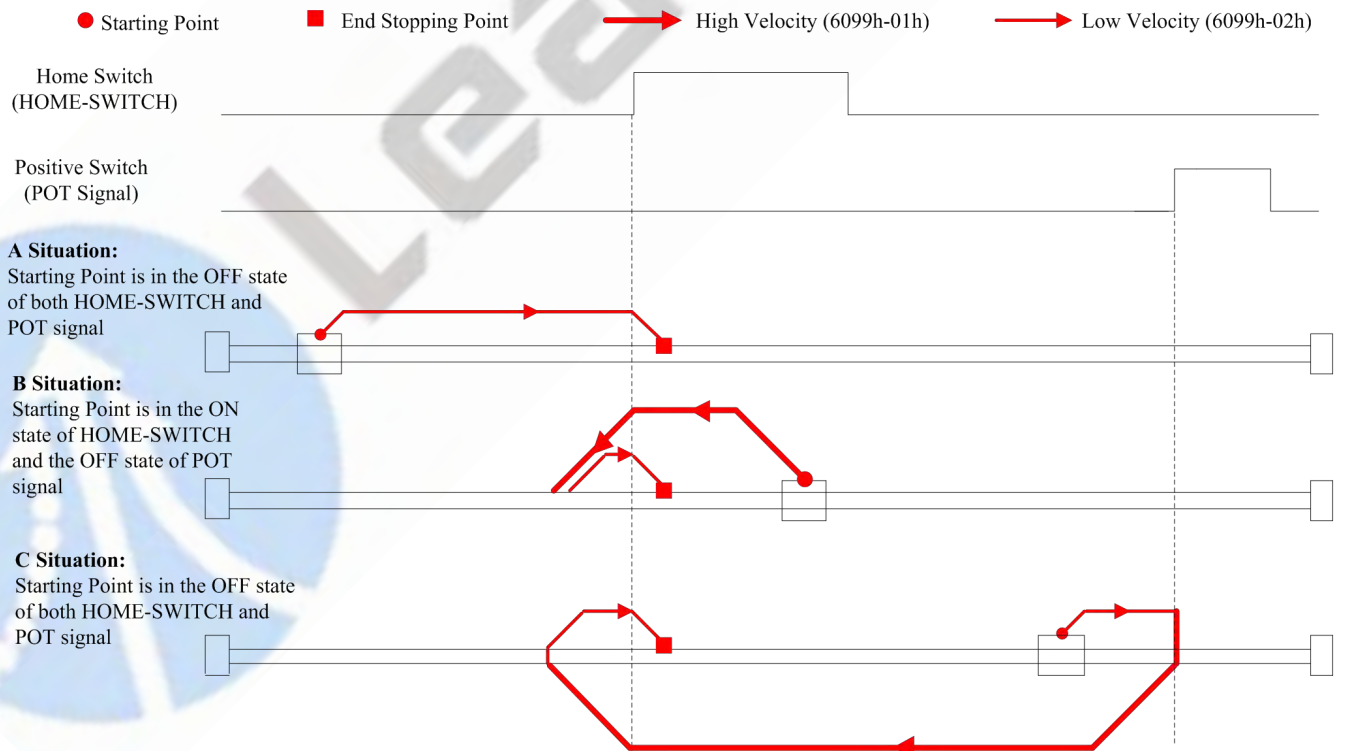 Starting Point
End Stopping Point
High Velocity (6099h-01h)
Low Velocity (6099h-02h)
Home Switch
(HOME-SWITCH)
Positive Switch
(POT Signal)
A Situation:
Starting Point is in the OFF state
of both HOME-SWITCH and
POT signal
B Situation:
Starting Point is in the ON
state of HOME-SWITCH
and the OFF state of POT
signal
C Situation:
Starting Point is in the OFF state
of both HOME-SWITCH and
POT signal